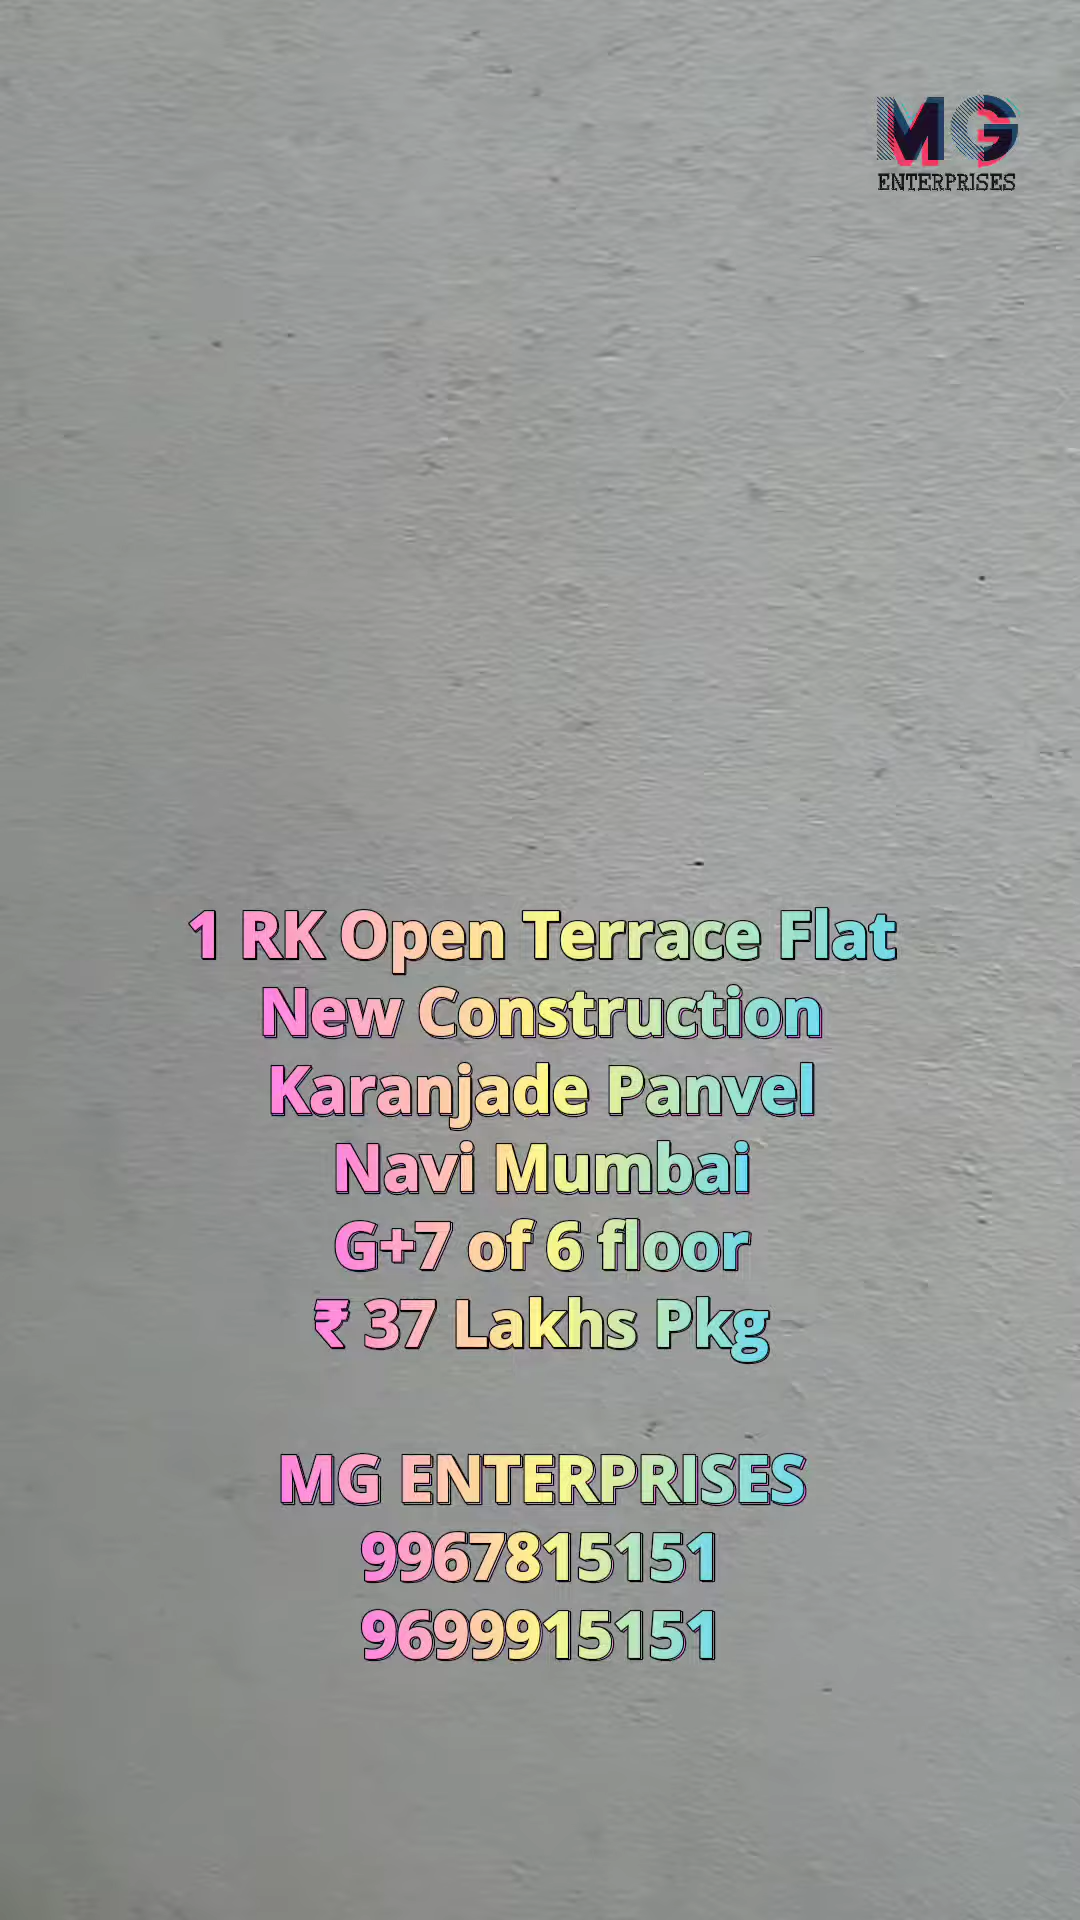 MG
ENTERPRISES
1 RK Open Terrace Flat
New Construction
Karanjade Panvel
Navi Mumbai
G+7 of 6 floor
₹ 37 Lakhs Pkg
MG ENTERPRISES
9967815151
9699915151